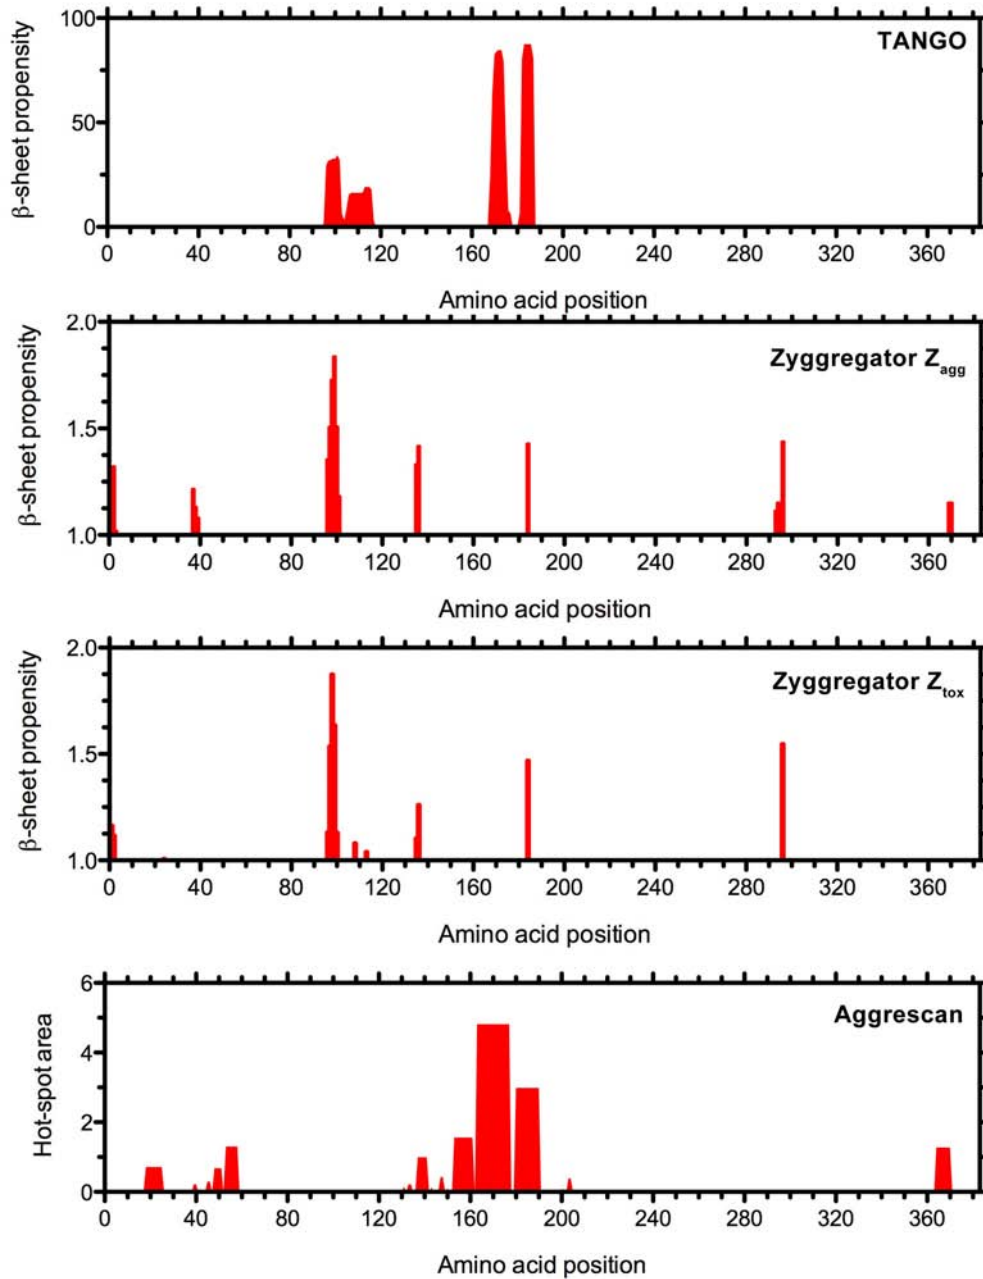 100
TANGO
β-sheet propensity
50
0
0 40 80 120 160 200 240 280 320 360
Amino acid position
2.0
Zyggregator Zagg
β-sheet propensity
1.5
1.0
0 40 80 120 160 200 240 280 320 360
Amino acid position
2.0
Zyggregator Ztox
β-sheet propensity
1.5
1.0
0 40 80 120 160 200 240 280 320 360
Amino acid position
6
Aggrescan
Hot-spot area
4
2
0
0 40 80 120 160 200 240 280 320 360
Amino acid position